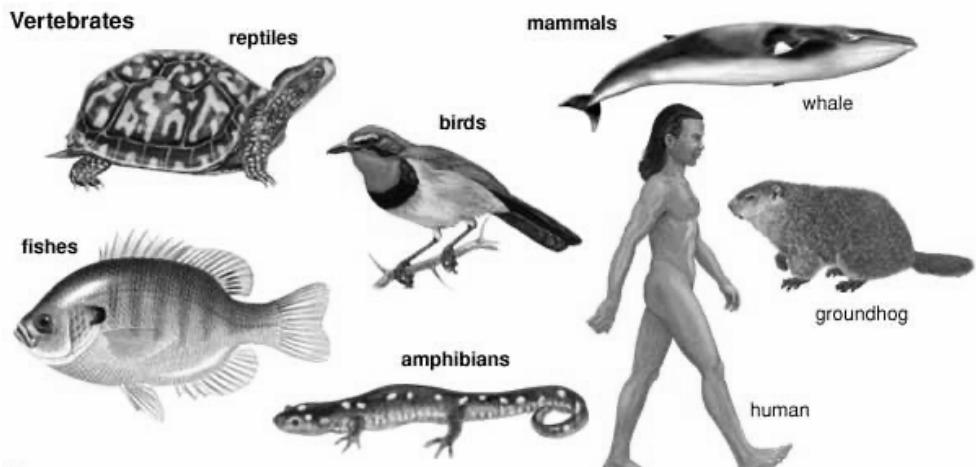 Vertebrates
reptiles
mammals
whale
birds
fishes
groundhog
amphibians
human